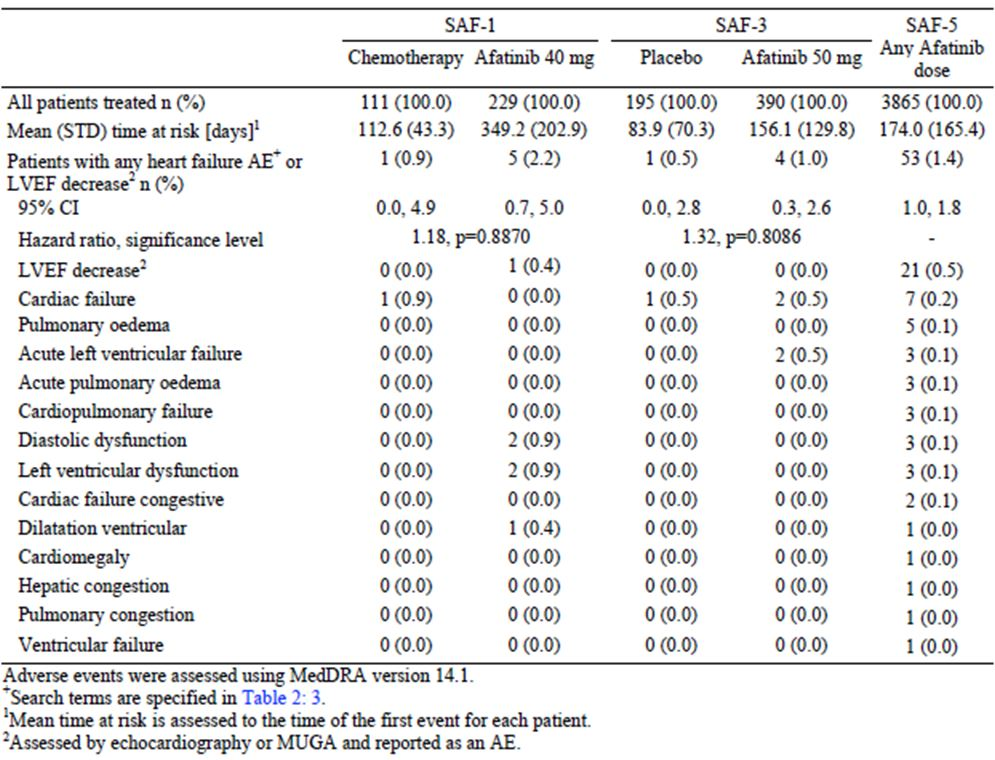 SAF-1 SAF-3 SAF-5
Chemotherapy Afatinib 40 mg Placebo Afatinib 50 mg Any Afatinib dose
All patients treated n (%) 111 (100.0) 229 (100.0) 195 (100.0) 390 (100.0) 3865 (100.0)
Mean (STD) time at risk [days]1 112.6 (43.3) 349.2 (202.9) 83.9 (70.3) 156.1 (129.8) 174.0 (165.4)
Patients with any heart failure AE+ or 1 (0.9) 5 (2.2) 1 (0.5) 4 (1.0) 53 (1.4)
LVEF decrease2 n (%)
95% CI 0.0, 4.9 0.7, 5.0 0.0, 2.8 0.3, 2.6 1.0, 1.8
Hazard ratio, significance level 1.18, p=0.8870 1.32, p=0.8086 -
LVEF decrease2 0 (0.0) 1 (0.4) 0 (0.0) 0 (0.0) 21 (0.5)
Cardiac failure 1 (0.9) 0 (0.0) 1 (0.5) 2 (0.5) 7 (0.2)
Pulmonary oedema 0 (0.0) 0 (0.0) 0 (0.0) 0 (0.0) 5 (0.1)
Acute left ventricular failure 0 (0.0) 0 (0.0) 0 (0.0) 2 (0.5) 3 (0.1)
Acute pulmonary oedema 0 (0.0) 0 (0.0) 0 (0.0) 0 (0.0) 3 (0.1)
Cardiopulmonary failure 0 (0.0) 0 (0.0) 0 (0.0) 0 (0.0) 3 (0.1)
Diastolic dysfunction 0 (0.0) 2 (0.9) 0 (0.0) 0 (0.0) 3 (0.1)
Left ventricular dysfunction 0 (0.0) 2 (0.9) 0 (0.0) 0 (0.0) 3 (0.1)
Cardiac failure congestive 0 (0.0) 0 (0.0) 0 (0.0) 0 (0.0) 2 (0.1)
Dilatation ventricular 0 (0.0) 1 (0.4) 0 (0.0) 0 (0.0) 1 (0.0)
Cardiomegaly 0 (0.0) 0 (0.0) 0 (0.0) 0 (0.0) 1 (0.0)
Hepatic congestion 0 (0.0) 0 (0.0) 0 (0.0) 0 (0.0) 1 (0.0)
Pulmonary congestion 0 (0.0) 0 (0.0) 0 (0.0) 0 (0.0) 1 (0.0)
Ventricular failure 0 (0.0) 0 (0.0) 0 (0.0) 0 (0.0) 1 (0.0)
Adverse events were assessed using MedDRA version 14.1.
+Search terms are specified in Table 2: 3.
1Mean time at risk is assessed to the time of the first event for each patient.
2Assessed by echocardiography or MUGA and reported as an AE.